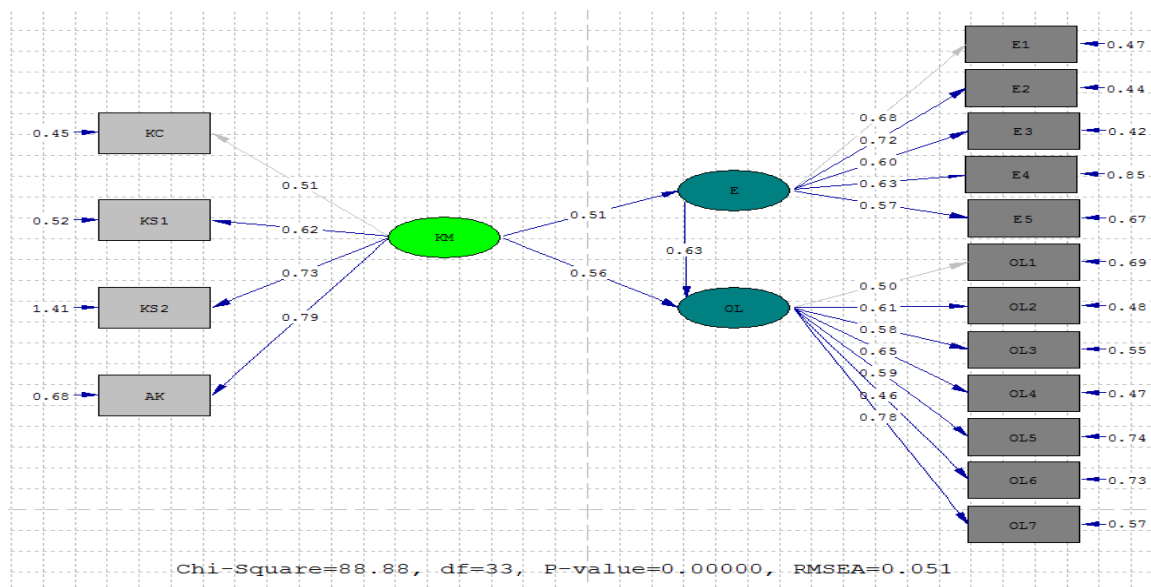 0.45 KC
0.52 KS1
1.41 KS2
0.68 AK
0.51
0.62
0.73
0.79
KM
0.51
0.56
E
0.63
OL
0.68
0.72
0.60
0.63
0.57
0.50
0.61
0.58
0.65
0.59
0.46
0.78
E1 0.47
E2 0.44
E3 0.42
E4 0.85
E5 0.67
OL1 0.69
OL2 0.48
OL3 0.55
OL4 0.47
OL5 0.74
OL6 0.73
OL7 0.57
Chi-Square=88.88, df=33, P-value=0.00000, RMSEA=0.051